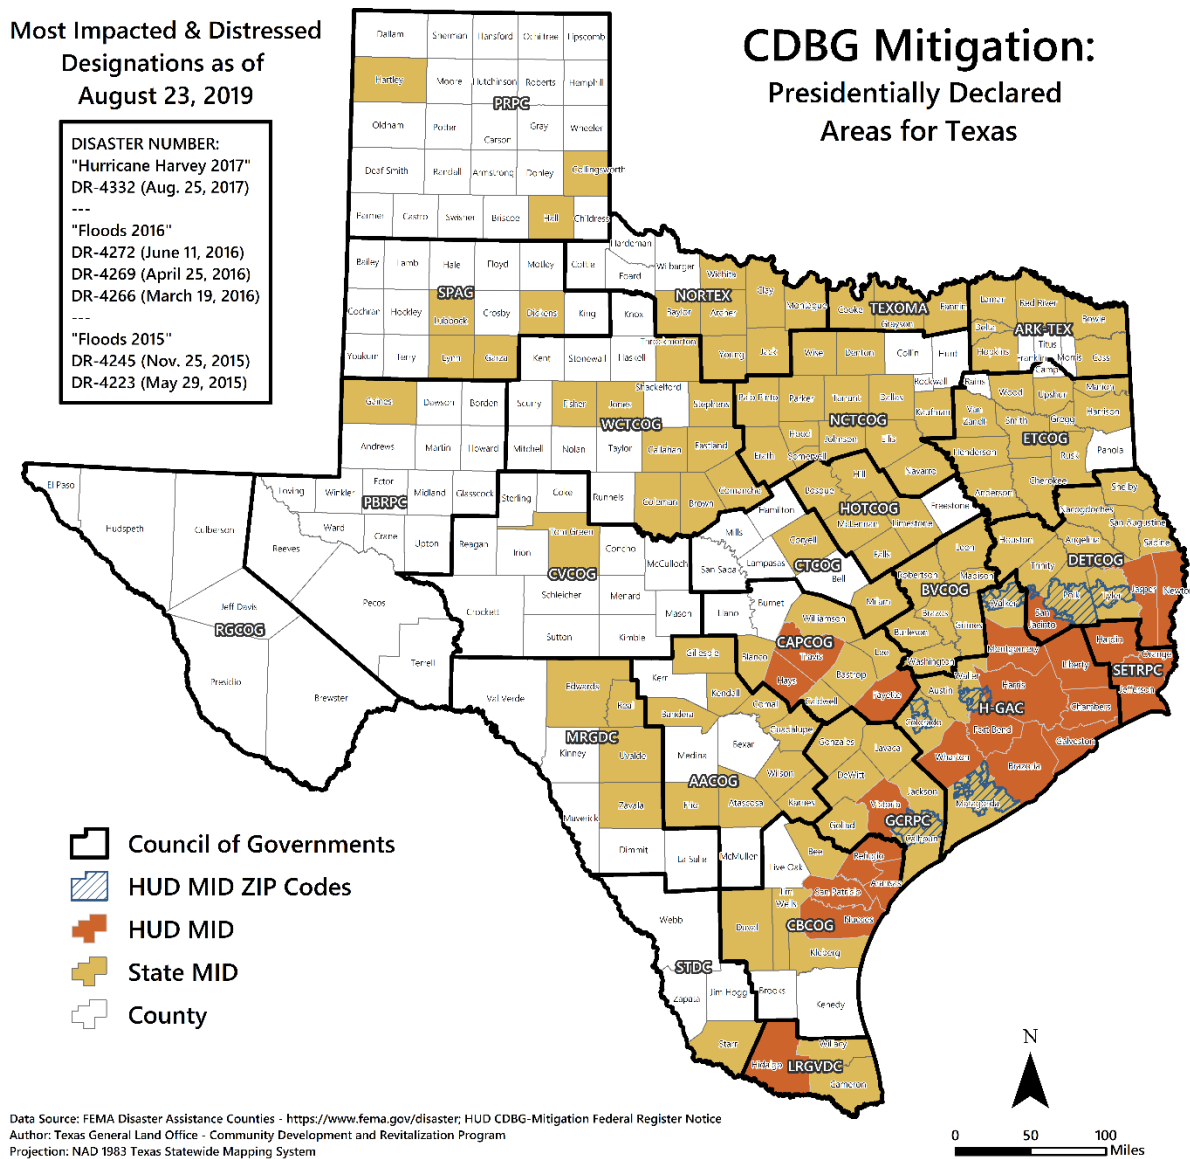 Most Impacted & Distressed
Designations as of
August 23, 2019
CDBG Mitigation:
Presidentially Declared
Areas for Texas
DISASTER NUMBER:
"Hurricane Harvey 2017"
DR-4332 (Aug. 25, 2017)
---
"Floods 2016"
DR-4272 (June 11, 2016)
DR-4269 (April 25, 2016)
DR-4266 (March 19, 2016)
---
"Floods 2015"
DR-4245 (Nov. 25, 2015)
DR-4223 (May 29, 2015)
Dallam Sherman Hansford Ochiltree Lipscomb
Hartley Moore Hutchinson Roberts Hemphill
PRPC
Oldham Potter Carson Gray Wheeler
Deaf Smith Randall Armstrong Donley Collingsworth
Parmer Castro Swisher Briscoe Hall Childress
Bailey Lamb Hale Floyd Motley Cottle Hardeman Foard Wilbarger Wichita
SPAG NORTEX TEXOMA ARK-TEX
Cochran Hockley Lubbock Crosby Dickens King Knox Baylor Archer Clay Montague Cooke Grayson Fannin Lamar Red River Bowie
Delta Hopkins Franklin Titus Morris Cass Camp
Yoakum Terry Lynn Garza Kent Stonewall Haskell Throckmorton Young Jack Wise Denton Collin Hunt
Rockwall Rains Wood Upshur Marion
Gaines Dawson Borden Scurry Fisher Jones Shackelford Stephens Palo Pinto Parker Tarrant Dallas Kaufman Van Zandt Smith Gregg Harrison
WCTCOG NCTCOG ETCOG
Andrews Martin Howard Mitchell Nolan Taylor Callahan Eastland Erath Hood Somervell Johnson Ellis Navarro Henderson Rusk Panola
El Paso Hudspeth Culberson
Loving Winkler Ector Midland Glasscock Sterling Coke Runnels Coleman Brown Comanche Hamilton Bosque Hill Freestone Anderson Cherokee Nacogdoches Shelby
PBRPC HOTCOG
Ward Crane Upton Reagan Irion Tom Green Concho McCulloch San Saba Mills Lampasas Coryell McLennan Limestone Falls Leon Houston Angelina San Augustine Sabine
Reeves Pecos
CVCOG CTCOG BVCOG DETCOG
Bell Robertson Madison Trinity Polk Tyler Jasper Newton
Jeff Davis Crockett Schleicher Menard Mason Llano Burnet Williamson Milam Brazos Grimes Walker San Jacinto
RGCOG CAPCOG
Presidio Brewster Terrell Sutton Kimble Gillespie Blanco Travis Hays Lee Bastrop Burleson Washington Montgomery Liberty Hardin Orange
SETRPC
Jefferson
Val Verde Edwards Real Kerr Kendall Bandera Comal Caldwell Fayette Austin Waller Harris Chambers
H-GAC
MRGDC Kinney Uvalde Medina Bexar Guadalupe Gonzales Lavaca Colorado Fort Bend Galveston
Wharton Brazoria
AACOG Wilson DeWitt Jackson Matagorda
Maverick Zavala Frio Atascosa Karnes Goliad Victoria Calhoun
GCRPC
Dimmit La Salle McMullen Live Oak Bee Refugio Aransas
San Patricio Jim Wells Nueces
Webb Duval CBCOG Kleberg
STDC
Zapata Jim Hogg Brooks Kenedy
Starr Hidalgo Willacy Cameron
LRGVDC
Council of Governments
HUD MID ZIP Codes
HUD MID
State MID
County
N
0 50 100
Miles
Data Source: FEMA Disaster Assistance Counties - https://www.fema.gov/disaster; HUD CDBG-Mitigation Federal Register Notice
Author: Texas General Land Office - Community Development and Revitalization Program
Projection: NAD 1983 Texas Statewide Mapping System